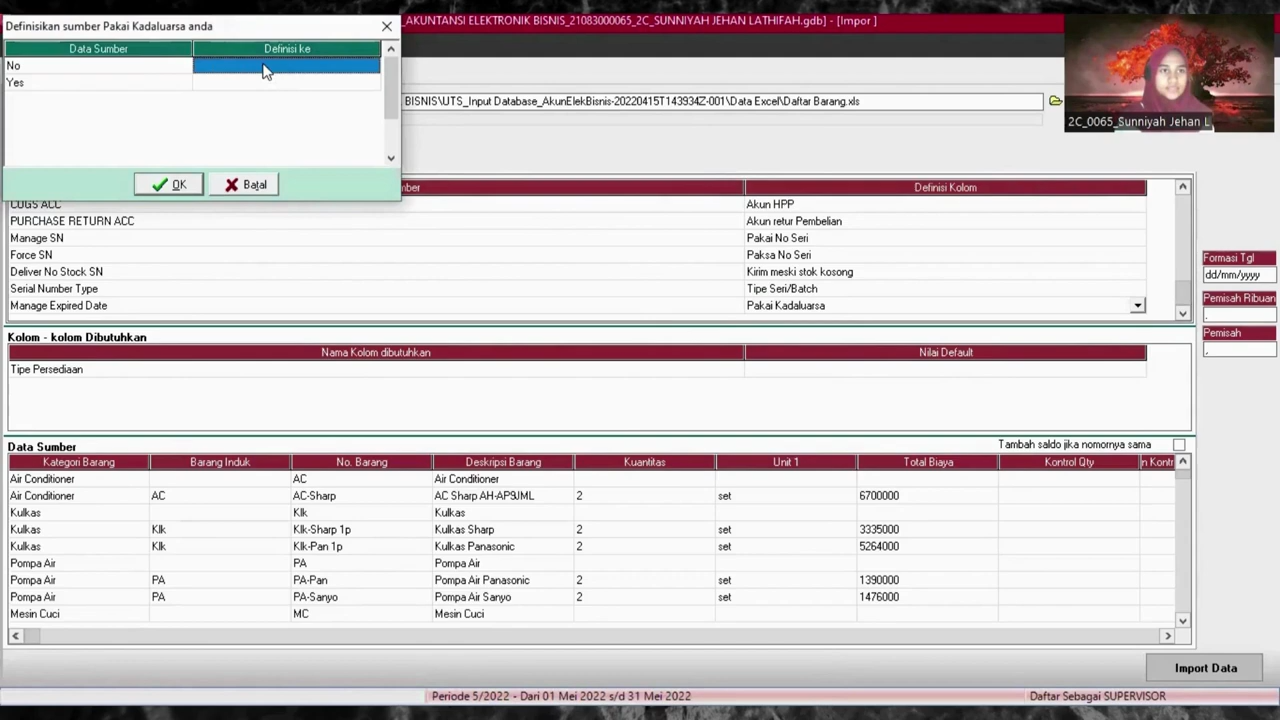 Definisikan sumber Pakai Kadaluarsa anda
_AKUNTANSI ELEKTRONIK BISNIS_21083000065_2C_SUNNIYAH JEHAN LATHIFAH.gdb] - [Impor ]
Data Sumber Definisi ke
No
Yes
OK Batal
BISNIS\UTS_Input Database_AkunElekBisnis-20220415T143934Z-001\Data Excel\Daftar Barang.xls
2C_0065_Sunniyah Jehan L
umber Definisi Kolom
COGS ACC Akun HPP
PURCHASE RETURN ACC Akun retur Pembelian
Manage SN Pakai No Seri
Force SN Paksa No Seri
Deliver No Stock SN Kirim meski stok kosong
Serial Number Type Tipe Seri/Batch
Manage Expired Date Pakai Kadaluarsa
Formasi Tgl
dd/mm/yyyy
Pemisah Ribuan
.
Pemisah
,
Kolom - kolom Dibutuhkan
Nama Kolom dibutuhkan Nilai Default
Tipe Persediaan
Data Sumber Tambah saldo jika nomornya sama
Kategori Barang Barang Induk No. Barang Deskripsi Barang Kuantitas Unit 1 Total Biaya Kontrol Qty n Kontr
Air Conditioner AC Air Conditioner
Air Conditioner AC AC-Sharp AC Sharp AH-AP9JML 2 set 6700000
Kulkas Klk Kulkas
Kulkas Klk Klk-Sharp 1p Kulkas Sharp 2 set 3335000
Kulkas Klk Klk-Pan 1p Kulkas Panasonic 2 set 5264000
Pompa Air PA Pompa Air
Pompa Air PA PA-Pan Pompa Air Panasonic 2 set 1390000
Pompa Air PA PA-Sanyo Pompa Air Sanyo 2 set 1476000
Mesin Cuci MC Mesin Cuci
Import Data
Periode 5/2022 - Dari 01 Mei 2022 s/d 31 Mei 2022 Daftar Sebagai SUPERVISOR